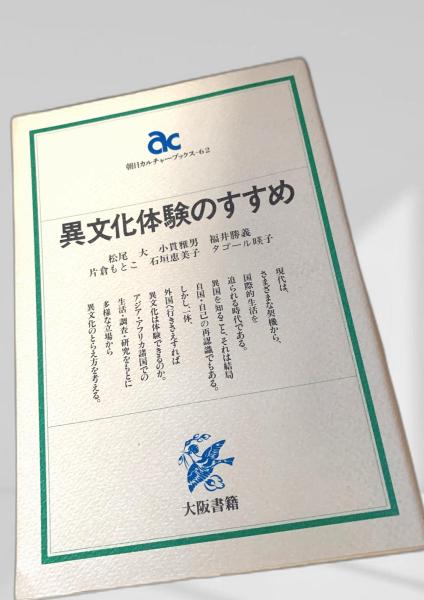 ac
朝日カルチャーブックス-62
異文化体験のすすめ
松尾 大 小貫雅男 福井勝義
片倉もとこ 石垣恵美子 タゴール暎子
現代は、
さまざまな契機から、
国際的生活を
迫られる時代である。
異国を知ること、それは結局
自国・自己の再認識でもある。
しかし、一体、
外国へ行きさえすれば
異文化は体験できるのか。
アジア・アフリカ諸国での
生活・調査・研究をもとに
多様な立場から
異文化のとらえ方を考える。
大阪書籍